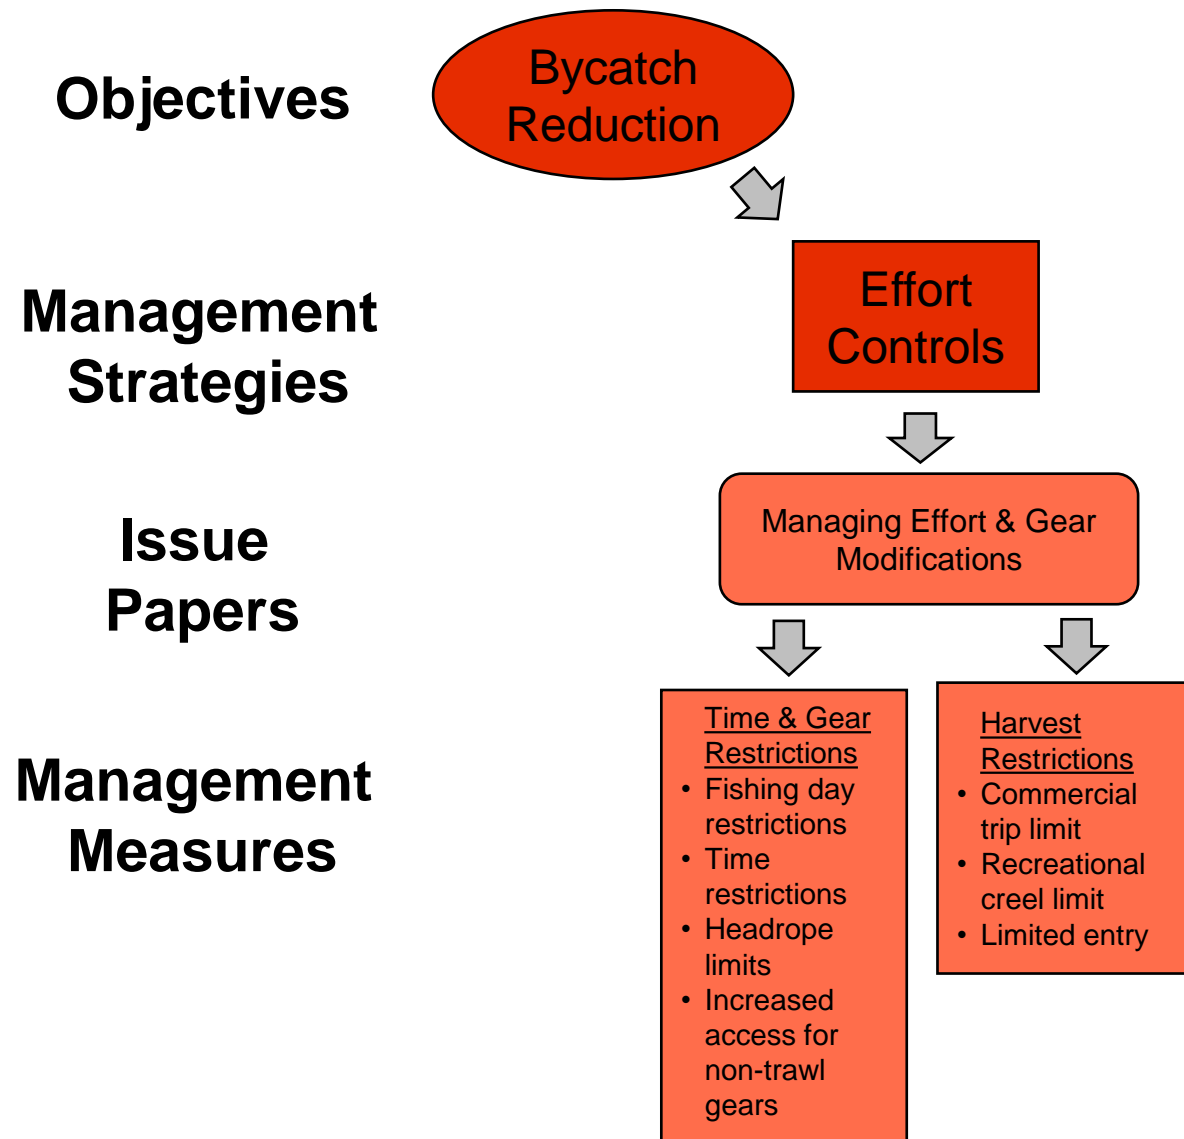 Objectives
Bycatch
Reduction
Management
Strategies
Effort
Controls
Issue
Papers
Managing Effort & Gear
Modifications
Management
Measures
Time & Gear
Restrictions
• Fishing day
restrictions
• Time
restrictions
• Headrope
limits
• Increased
access for
non-trawl
gears
Harvest
Restrictions
• Commercial
trip limit
• Recreational
creel limit
• Limited entry